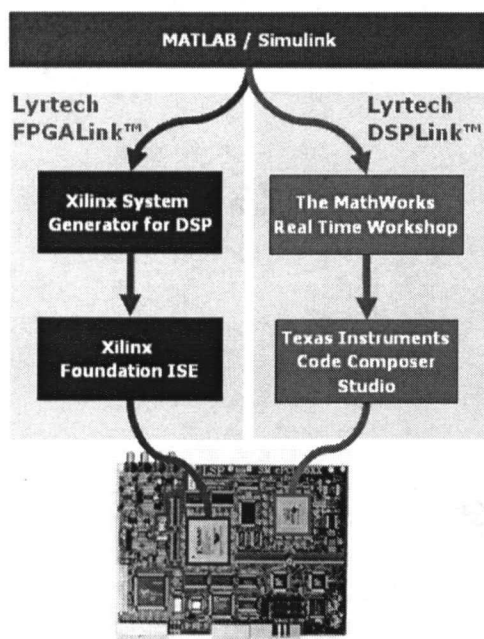 MATLAB / Simulink
Lyrtech
FPGALink™
Lyrtech
DSPLink™
Xilinx System
Generator for DSP
The MathWorks
Real Time Workshop
Xilinx
Foundation ISE
Texas Instruments
Code Composer
Studio